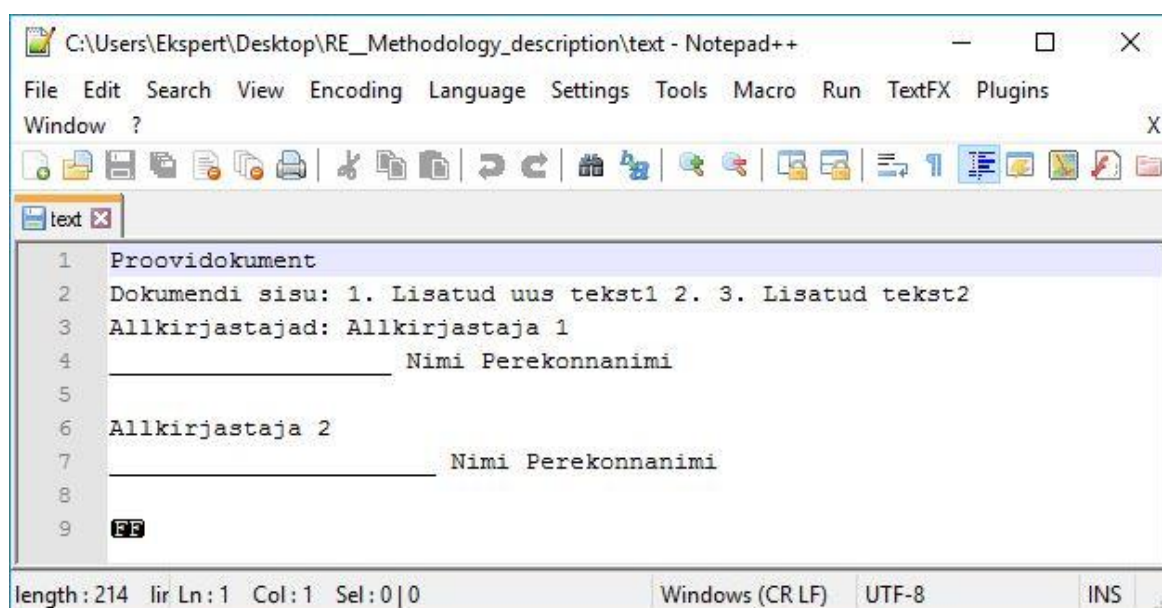 C:\Users\Ekspert\Desktop\RE__Methodology_description\text - Notepad++
File Edit Search View Encoding Language Settings Tools Macro Run TextFX Plugins
Window ? X
text
1 Proovidokument
2 Dokumendi sisu: 1. Lisatud uus tekst1 2. 3. Lisatud tekst2
3 Allkirjastajad: Allkirjastaja 1
4 ___________________ Nimi Perekonnanimi
5
6 Allkirjastaja 2
7 ______________________ Nimi Perekonnanimi
8
9 FF
length : 214 lir Ln : 1 Col : 1 Sel : 0 | 0 Windows (CR LF) UTF-8 INS